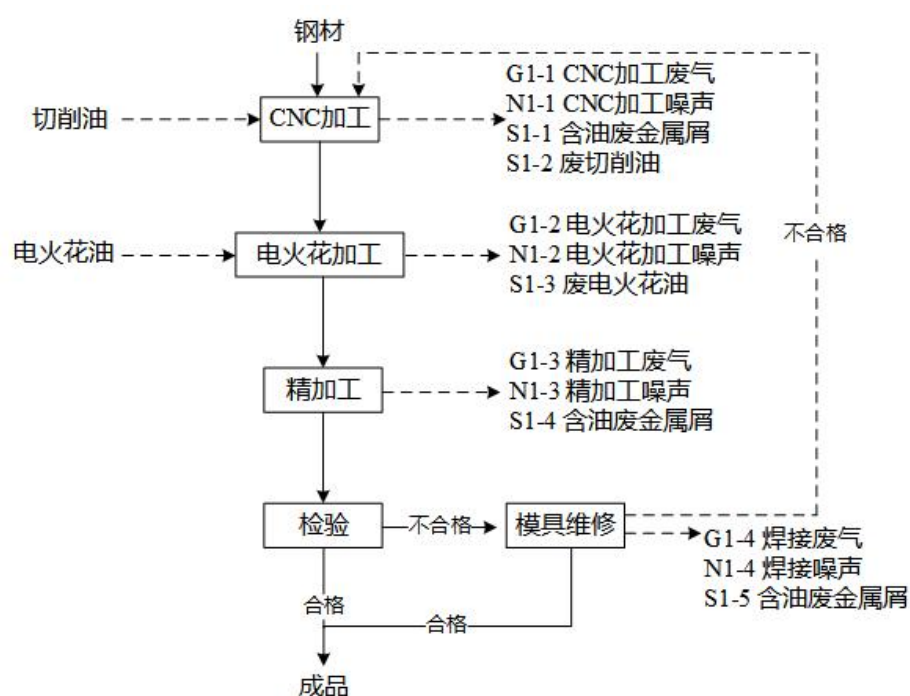 钢材
切削油
CNC加工
G1-1 CNC加工废气
N1-1 CNC加工噪声
S1-1 含油废金属屑
S1-2 废切削油
电火花油
电火花加工
G1-2 电火花加工废气
N1-2 电火花加工噪声
S1-3 废电火花油
不合格
精加工
G1-3 精加工废气
N1-3 精加工噪声
S1-4 含油废金属屑
检验
不合格
模具维修
G1-4 焊接废气
N1-4 焊接噪声
S1-5 含油废金属屑
合格
合格
成品